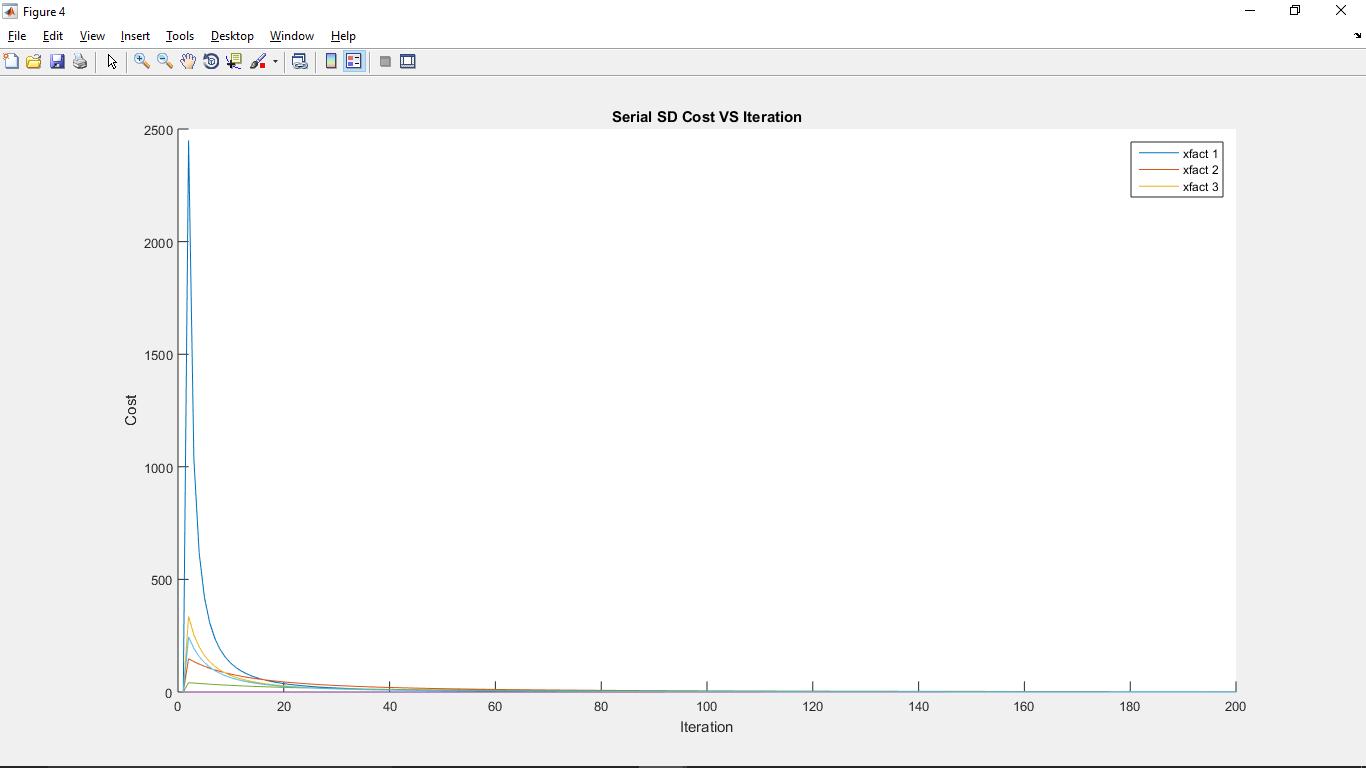 Figure 4
File Edit View Insert Tools Desktop Window Help
Serial SD Cost VS Iteration
2500
2000
1500
1000
500
0
Cost
xfact 1
xfact 2
xfact 3
0 20 40 60 80 100 120 140 160 180 200
Iteration